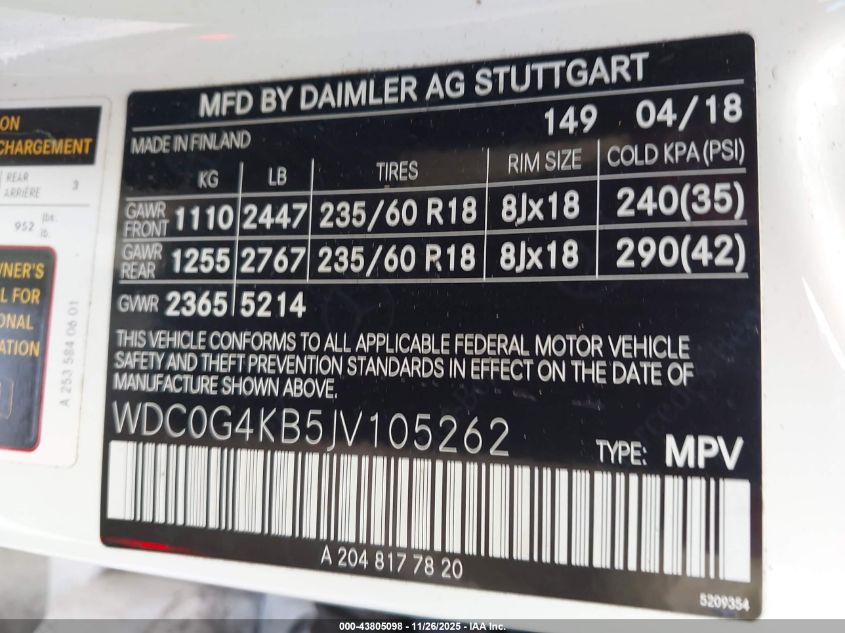 ON
CHARGEMENT
REAR
ARRIÈRE 3
952 lbs.
lb.
WNER'S
L FOR
ONAL
ATION
A 253 584 06 01
MFD BY DAIMLER AG STUTTGART
149 04/18
MADE IN FINLAND
KG LB TIRES RIM SIZE COLD KPA (PSI)
GAWR FRONT 1110 2447 235/60 R18 8Jx18 240(35)
GAWR REAR 1255 2767 235/60 R18 8Jx18 290(42)
GVWR 2365 5214
THIS VEHICLE CONFORMS TO ALL APPLICABLE FEDERAL MOTOR VEHICLE
SAFETY AND THEFT PREVENTION STANDARDS IN EFFECT ON THE DATE OF
MANUFACTURE SHOWN ABOVE.
WDC0G4KB5JV105262
TYPE: MPV
A 204 817 78 20
5209354
000-43805098 - 11/26/2025 - IAA Inc.